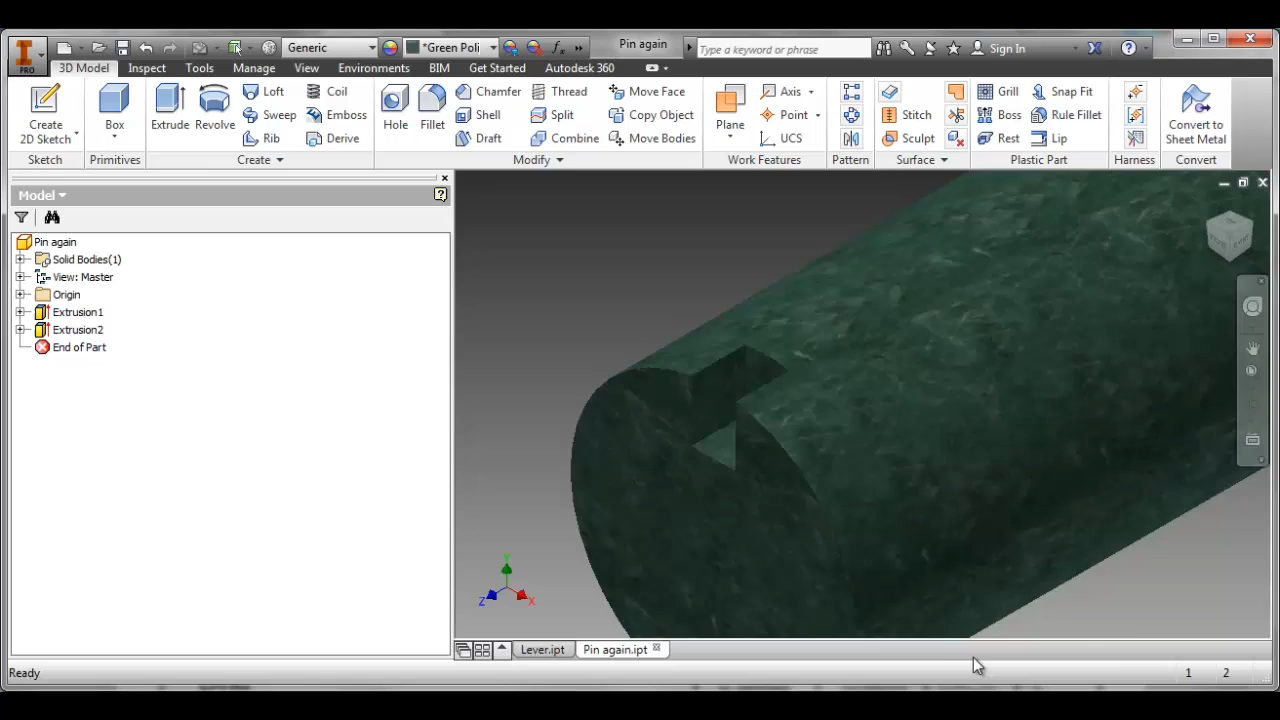 Generic
*Green Poli
fx
Pin again
Type a keyword or phrase
Sign In
PRO
3D Model
Inspect
Tools
Manage
View
Environments
BIM
Get Started
Autodesk 360
Create
2D Sketch
Box
Extrude
Revolve
Loft
Coil
Sweep
Emboss
Rib
Derive
Hole
Fillet
Chamfer
Thread
Move Face
Shell
Split
Copy Object
Draft
Combine
Move Bodies
Plane
Axis
Point
UCS
Stitch
Sculpt
Grill
Snap Fit
Boss
Rule Fillet
Rest
Lip
Convert to
Sheet Metal
Sketch
Primitives
Create
Modify
Work Features
Pattern
Surface
Plastic Part
Harness
Convert
Model
Pin again
Solid Bodies(1)
View: Master
Origin
Extrusion1
Extrusion2
End of Part
Y
Z
X
Lever.ipt
Pin again.ipt
Ready
1
2